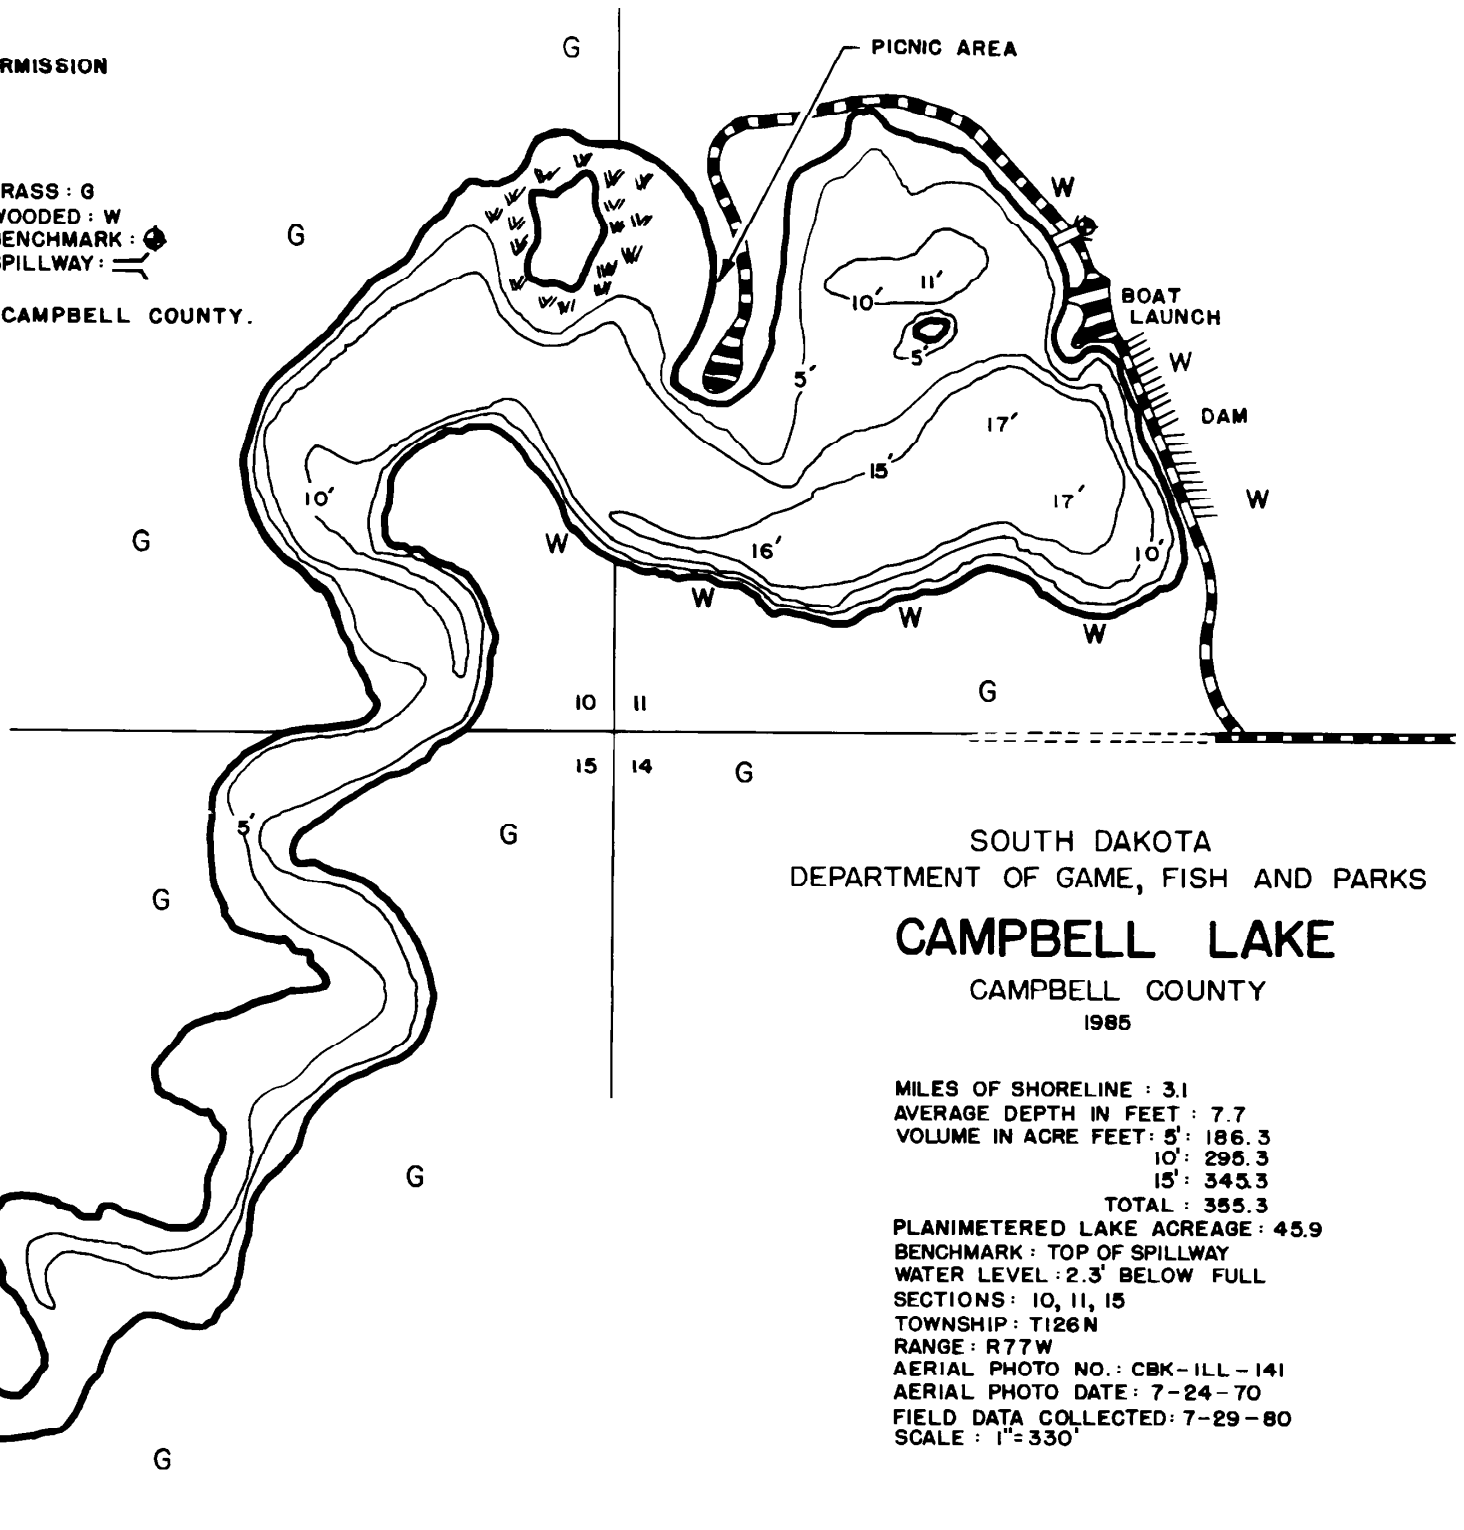 G
PICNIC AREA
RMISSION
W
RASS : G
WOODED : W
BENCHMARK :
SPILLWAY :
G
CAMPBELL COUNTY.
BOAT
LAUNCH
11'
10'
5'
5'
W
DAM
17'
15'
10'
17'
W
G
W
16'
10'
W
W
W
10 11
G
15 14
G
5'
G
G
G
G
SOUTH DAKOTA
DEPARTMENT OF GAME, FISH AND PARKS
CAMPBELL LAKE
CAMPBELL COUNTY
1985
MILES OF SHORELINE : 3.1
AVERAGE DEPTH IN FEET : 7.7
VOLUME IN ACRE FEET: 5': 186.3
10': 295.3
15': 345.3
TOTAL : 355.3
PLANIMETERED LAKE ACREAGE : 45.9
BENCHMARK : TOP OF SPILLWAY
WATER LEVEL : 2.3' BELOW FULL
SECTIONS: 10, 11, 15
TOWNSHIP : T126N
RANGE : R77W
AERIAL PHOTO NO.: CBK-1LL-141
AERIAL PHOTO DATE: 7-24-70
FIELD DATA COLLECTED: 7-29-80
SCALE : 1"=330'